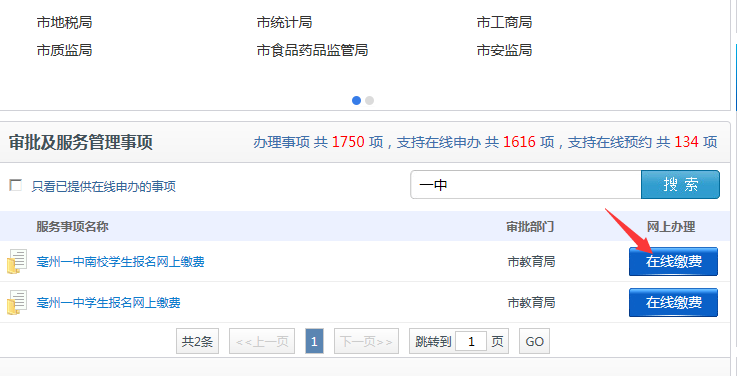 市地税局 市统计局 市工商局
市质监局 市食品药品监管局 市安监局
审批及服务管理事项 办理事项 共 1750 项，支持在线申办 共 1616 项，支持在线预约 共 134 项
只看已提供在线申办的事项 一中 搜 索
服务事项名称 审批部门 网上办理
亳州一中南校学生报名网上缴费 市教育局 在线缴费
亳州一中学生报名网上缴费 市教育局 在线缴费
共2条 <<上一页 1 下一页>> 跳转到 1 页 GO